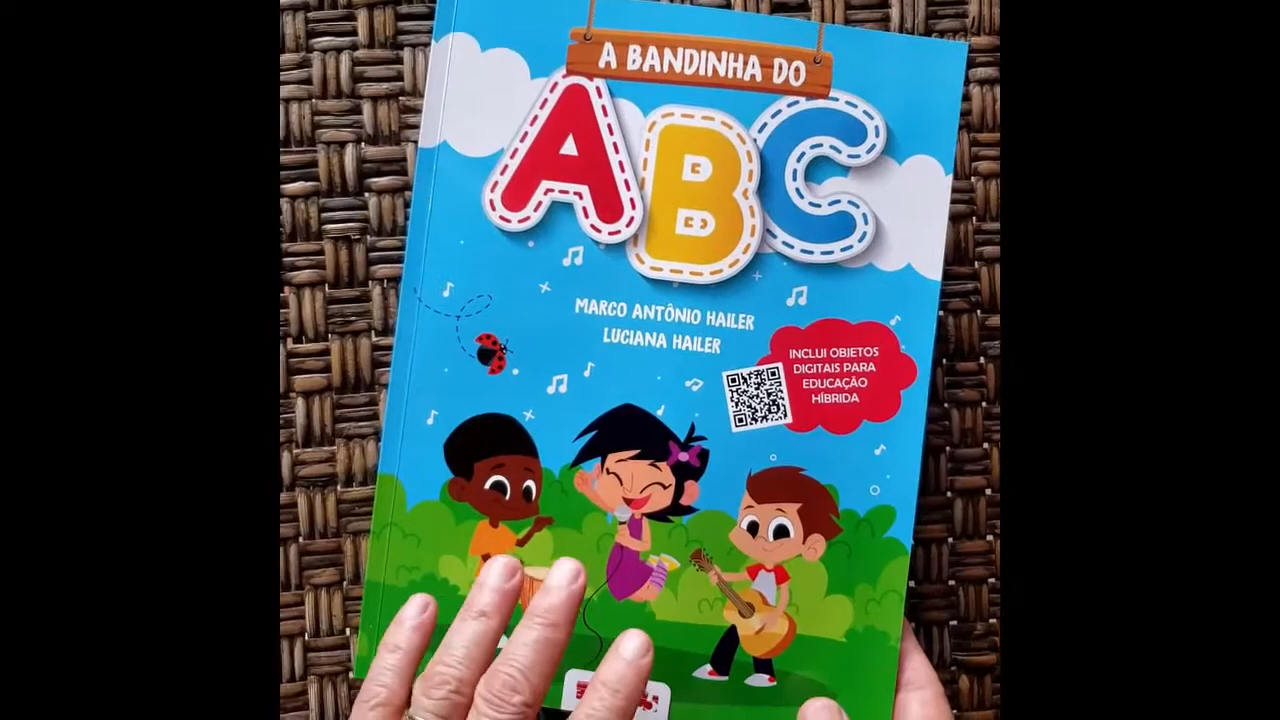 A BANDINHA DO
ABC
MARCO ANTÔNIO HAILER
LUCIANA HAILER
INCLUI OBJETOS
DIGITAIS PARA
EDUCAÇÃO
HÍBRIDA